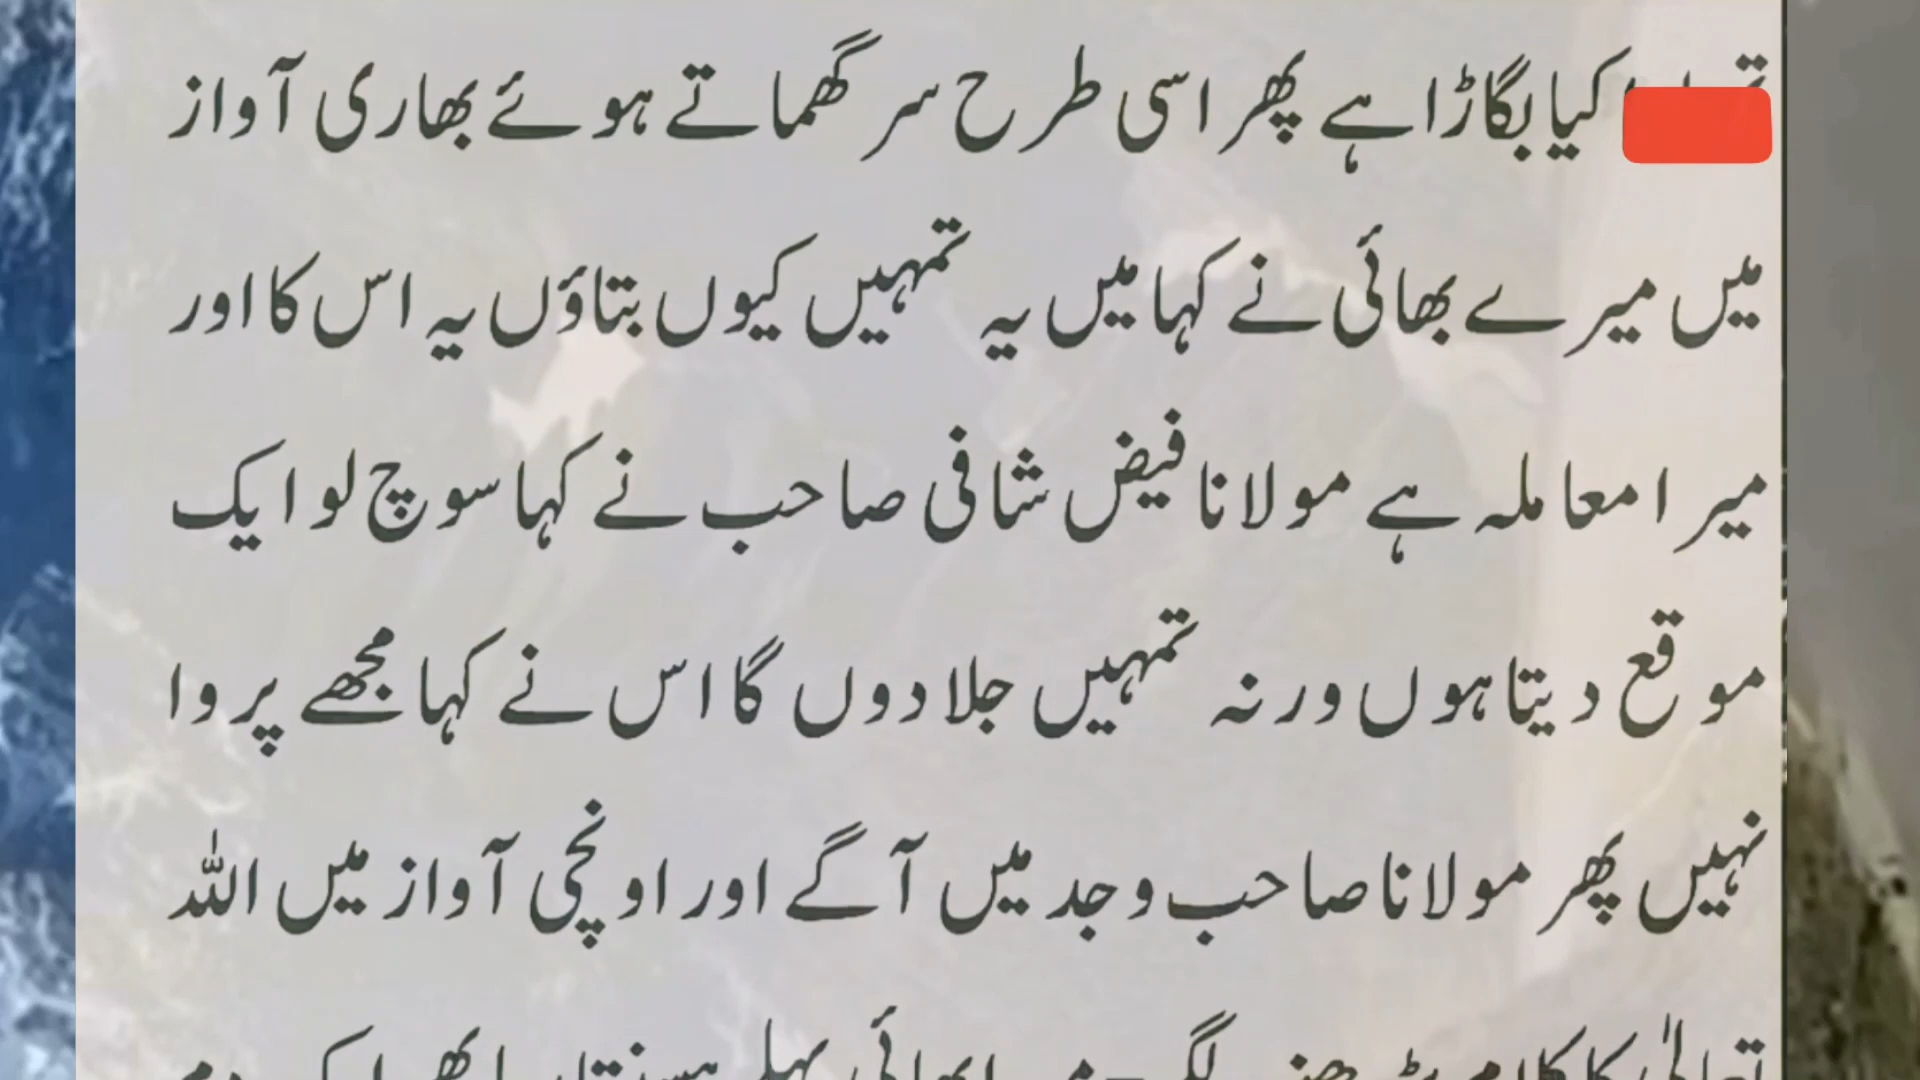 کیا بگاڑا ہے پھر اسی طرح سر گھماتے ہوئے بھاری آواز
میں میرے بھائی نے کہا میں یہ تمہیں کیوں بتاؤں یہ اس کا اور
میرا معاملہ ہے مولانا فیض شافی صاحب نے کہا سوچ لو ایک
موقع دیتا ہوں ورنہ تمہیں جلا دوں گا اس نے کہا مجھے پروا
نہیں پھر مولانا صاحب وجد میں آگے اور اونچی آواز میں اللہ